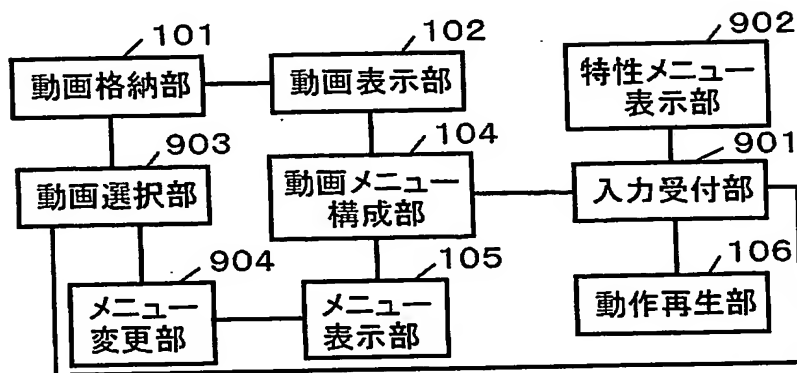 101
動画格納部
102
動画表示部
902
特性メニュー
表示部
903
動画選択部
104
動画メニュー
構成部
901
入力受付部
904
メニュー
変更部
105
メニュー
表示部
106
動作再生部